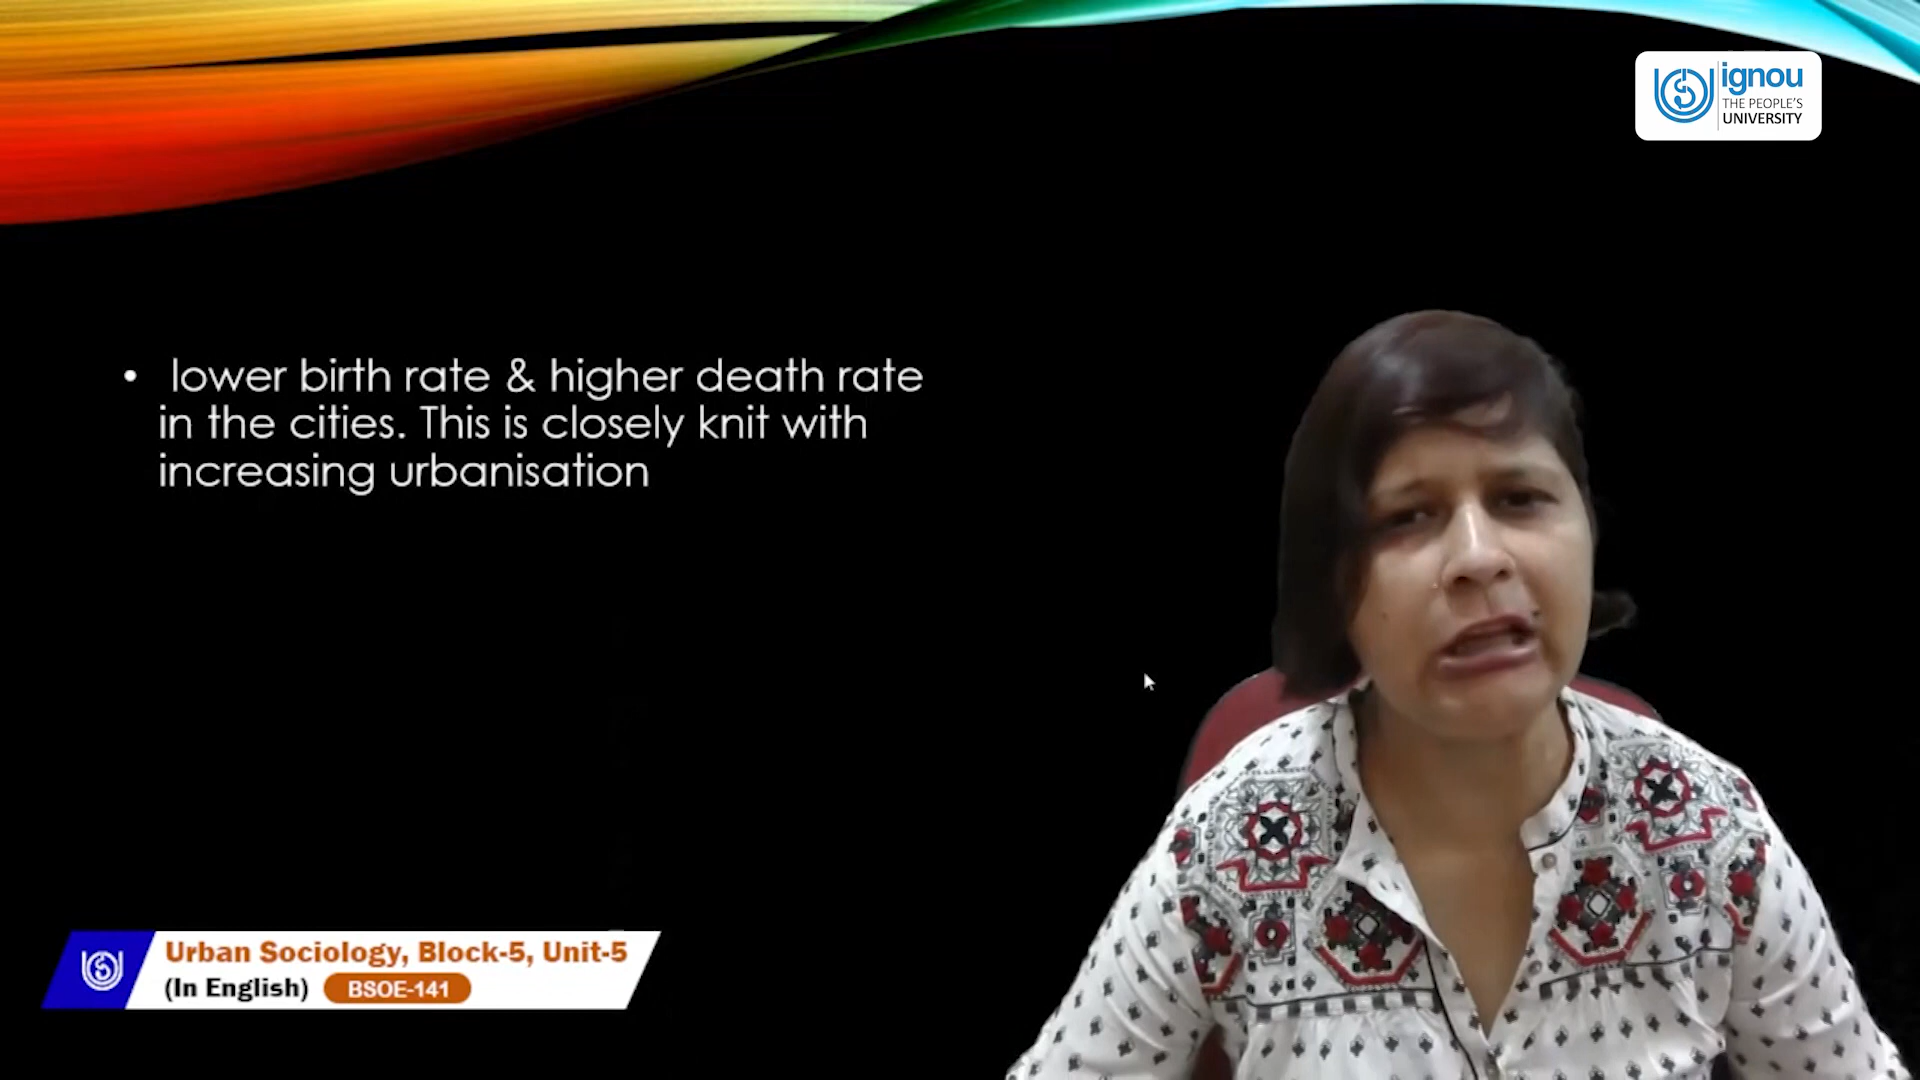 ignou
THE PEOPLE'S
UNIVERSITY
• lower birth rate & higher death rate
in the cities. This is closely knit with
increasing urbanisation
Urban Sociology, Block-5, Unit-5
(In English) BSOE-141